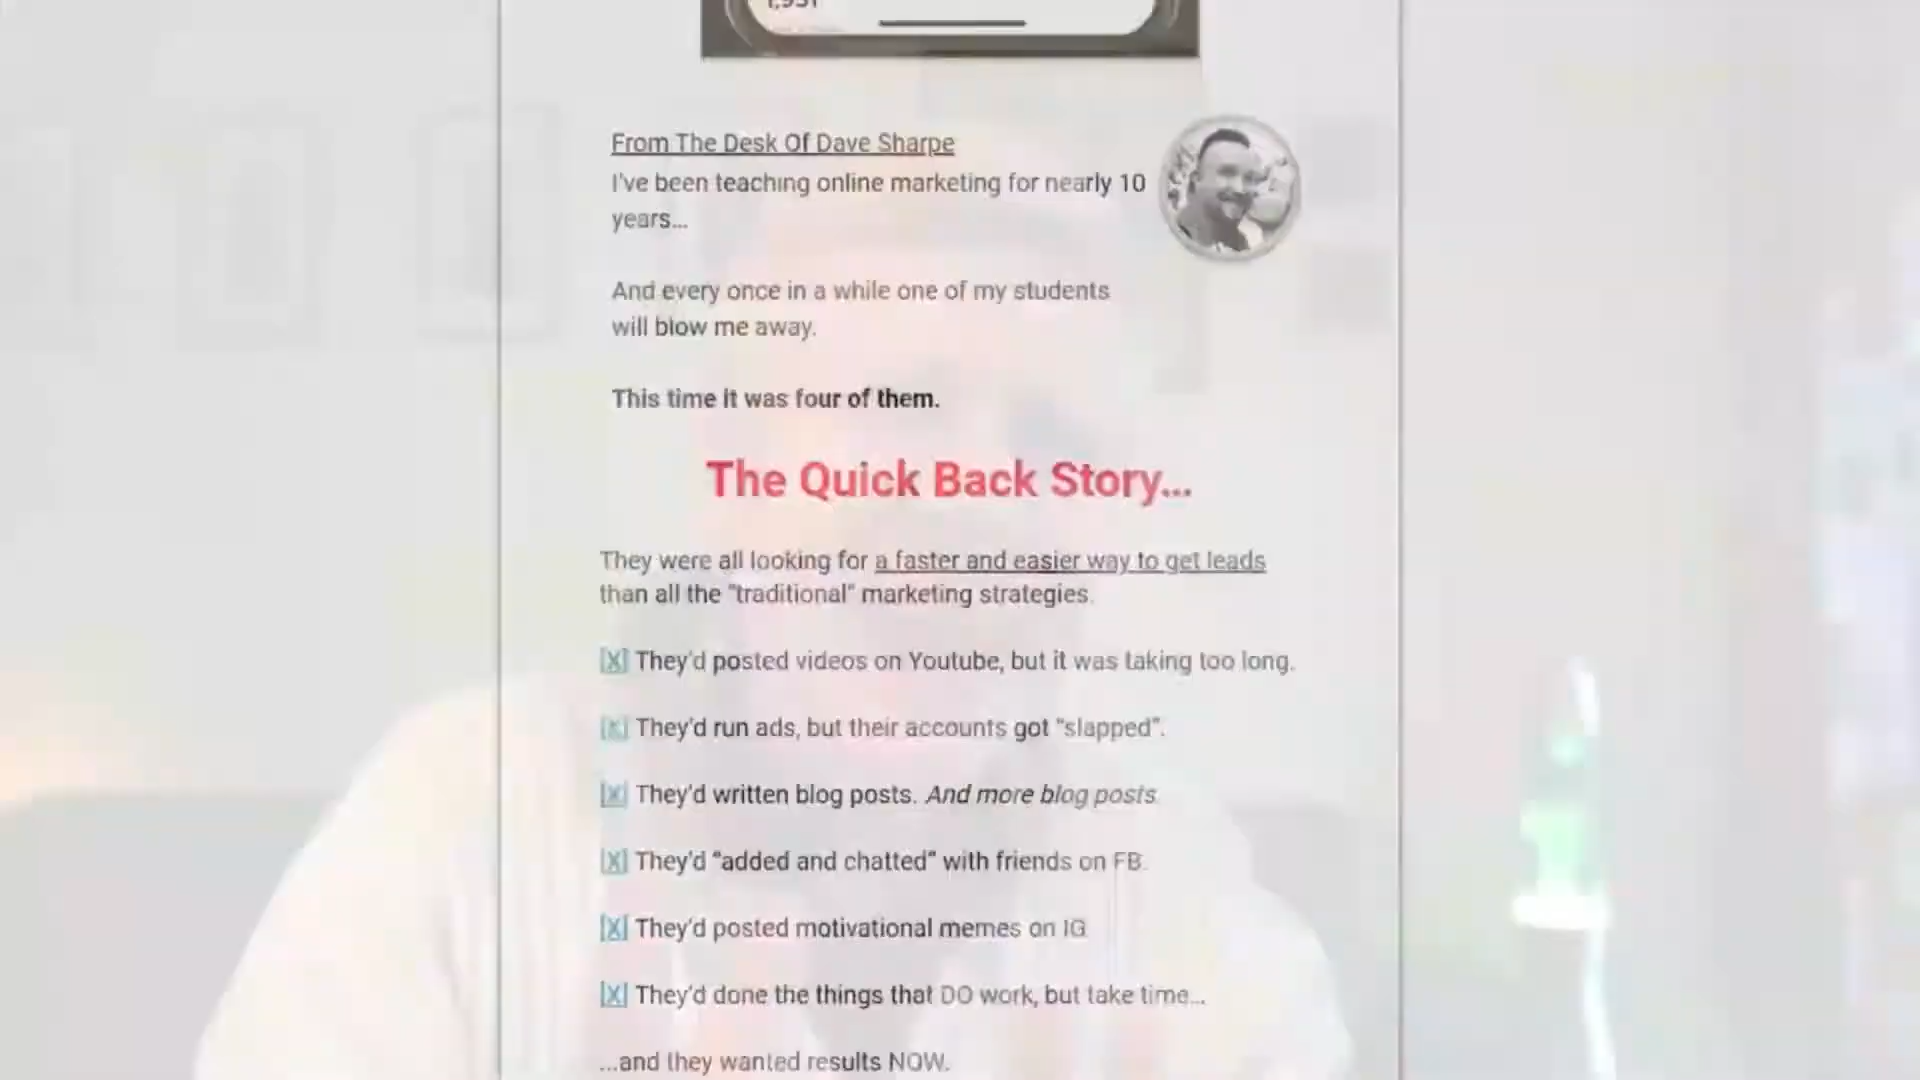 From The Desk Of Dave Sharpe
I've been teaching online marketing for nearly 10
years...
And every once in a while one of my students
will blow me away.
This time it was four of them.
The Quick Back Story...
They were all looking for a faster and easier way to get leads
than all the "traditional" marketing strategies.
[X] They'd posted videos on Youtube, but it was taking too long.
[X] They'd run ads, but their accounts got "slapped".
[X] They'd written blog posts. And more blog posts.
[X] They'd "added and chatted" with friends on FB.
[X] They'd posted motivational memes on IG
[X] They'd done the things that DO work, but take time...
...and they wanted results NOW.